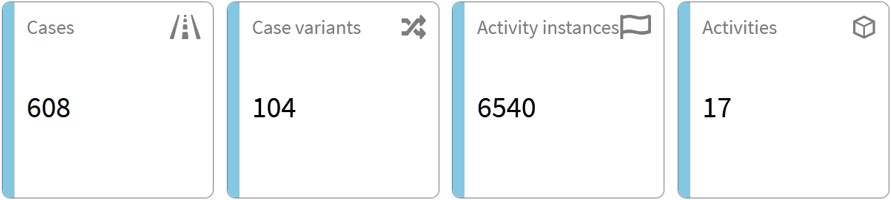 Cases
608
Case variants
104
Activity instances
6540
Activities
17